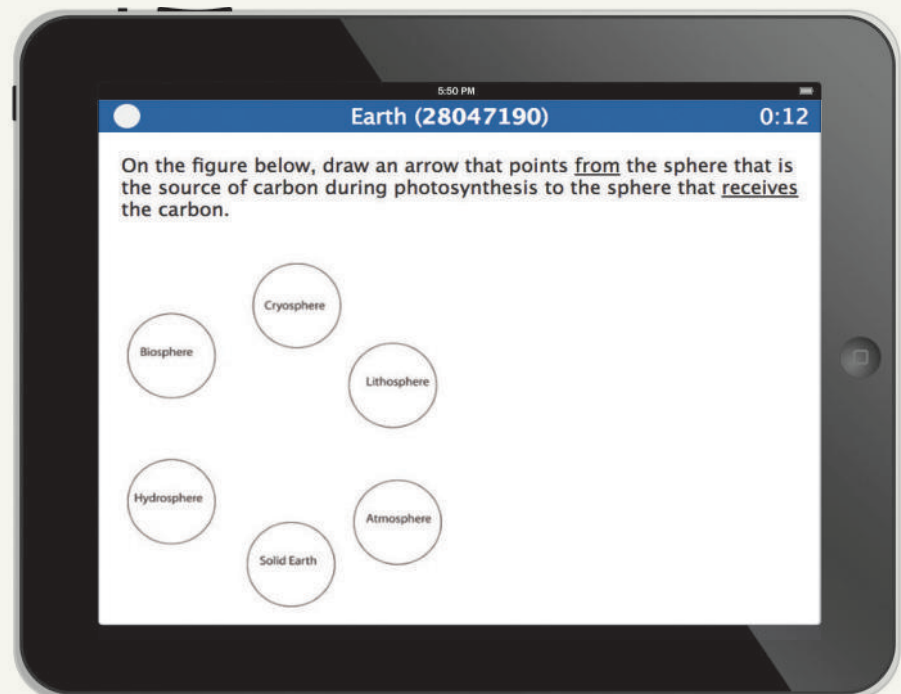 5:50 PM
Earth (28047190)
0:12
On the figure below, draw an arrow that points from the sphere that is
the source of carbon during photosynthesis to the sphere that receives
the carbon.
Cryosphere
Biosphere
Lithosphere
Hydrosphere
Atmosphere
Solid Earth